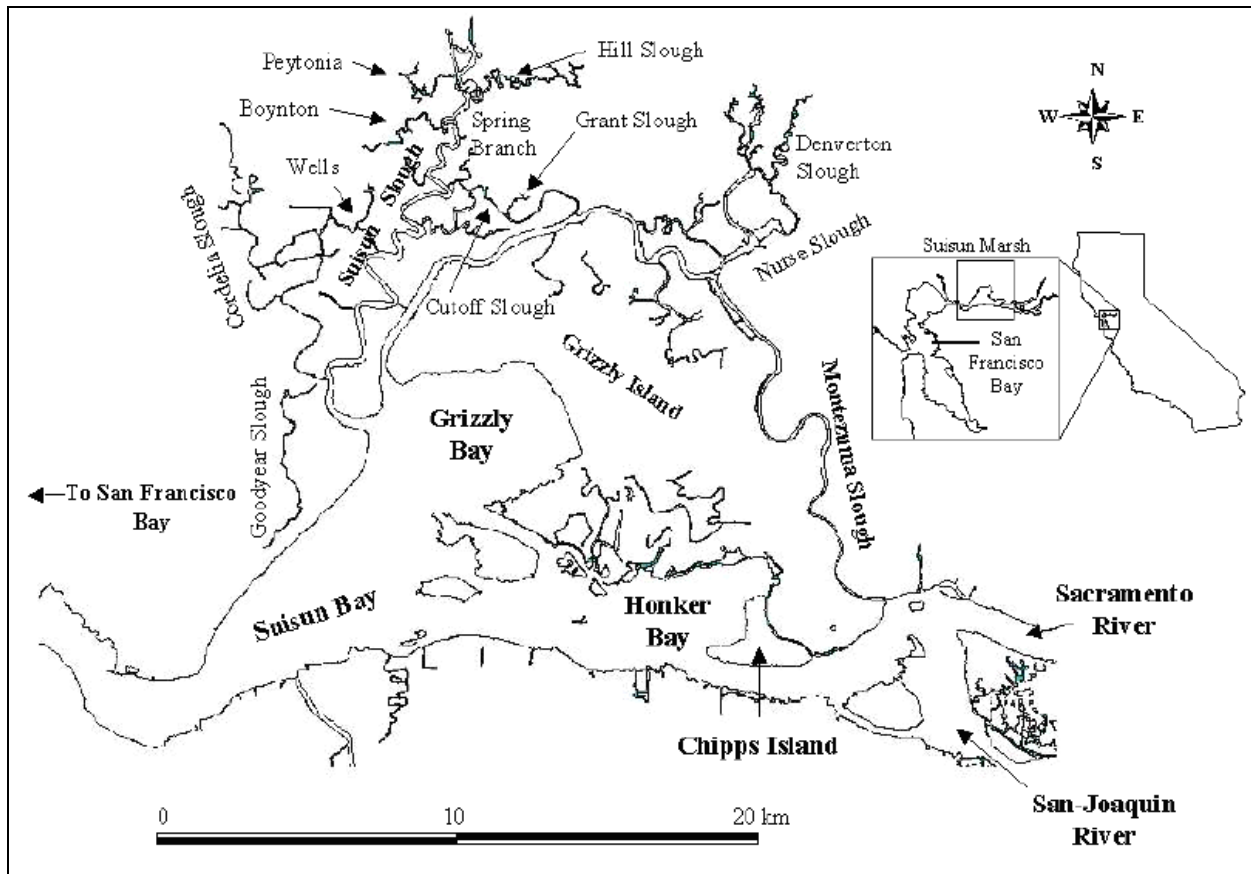 Peytonia
Hill Slough
Boynton
Spring
Branch
Grant Slough
Wells
Denverton
Slough
Suisun Slough
Cordelia Slough
Nurse Slough
Cutoff Slough
Grizzly Island
Goodyear Slough
Grizzly
Bay
Montezuma Slough
N
W
E
S
Suisun Marsh
San
Francisco
Bay
To San Francisco
Bay
Suisun Bay
Honker
Bay
Sacramento
River
Chipps Island
San-Joaquin
River
0
10
20 km